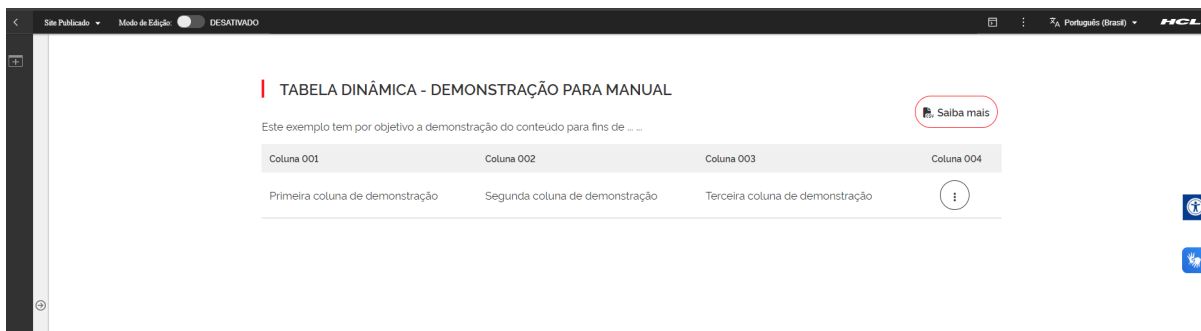 Site Publicado Modo de Edição: DESATIVADO Português (Brasil) HCL
TABELA DINÂMICA - DEMONSTRAÇÃO PARA MANUAL
Saiba mais
Este exemplo tem por objetivo a demonstração do conteúdo para fins de ... ...
Coluna 001 Coluna 002 Coluna 003 Coluna 004
Primeira coluna de demonstração Segunda coluna de demonstração Terceira coluna de demonstração